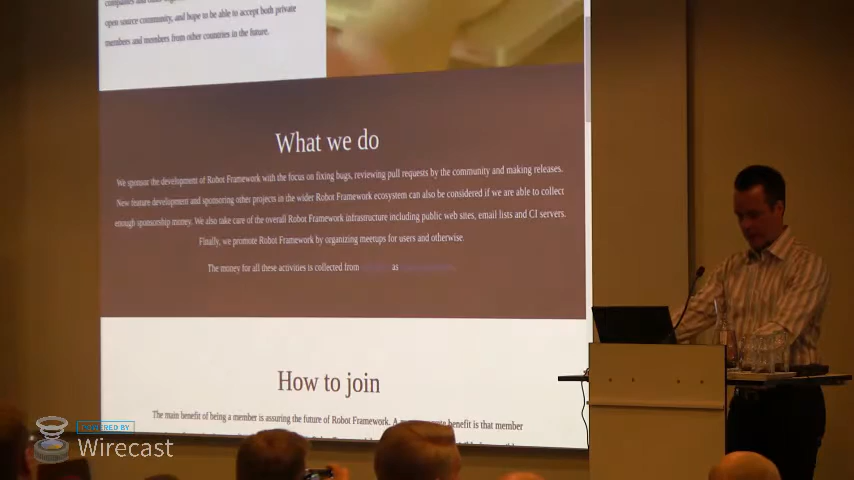 open source community, and hope to be able to accept both private
members and members from other countries in the future.
What we do
We sponsor the development of Robot Framework with the focus on fixing bugs, reviewing pull requests by the community and making releases.
New feature development and sponsoring other projects in the wider Robot Framework ecosystem can also be considered if we are able to collect
enough sponsorship money. We also take care of the overall Robot Framework infrastructure including public web sites, email lists and CI servers.
Finally, we promote Robot Framework by organizing meetups for users and otherwise.
The money for all these activities is collected from as
How to join
The main benefit of being a member is assuring the future of Robot Framework. A benefit is that member
POWERED BY
Wirecast